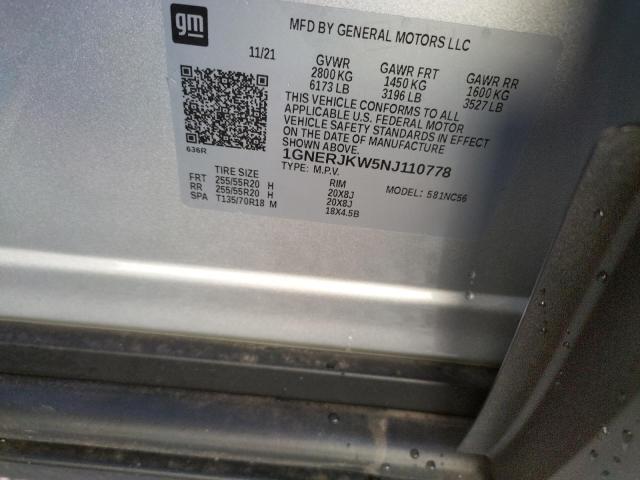 gm
MFD BY GENERAL MOTORS LLC
11/21
GVWR GAWR FRT GAWR RR
2800 KG 1450 KG 1600 KG
6173 LB 3196 LB 3527 LB
THIS VEHICLE CONFORMS TO ALL
APPLICABLE U.S. FEDERAL MOTOR
VEHICLE SAFETY STANDARDS IN EFFECT
ON THE DATE OF MANUFACTURE
SHOWN ABOVE.
636R
1GNERJKW5NJ110778
TYPE: M.P.V. MODEL: 581NC56
TIRE SIZE RIM
FRT 255/55R20 H 20X8J
RR 255/55R20 H 20X8J
SPA T135/70R18 M 18X4.5B